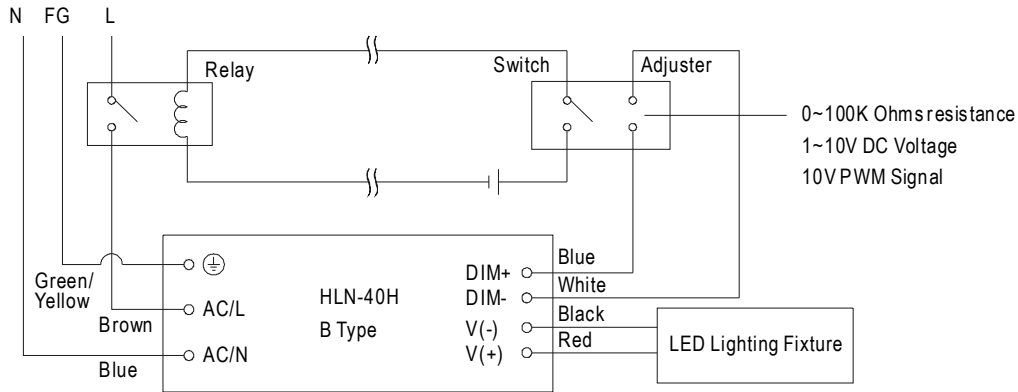 N FG L
Relay
Switch
Adjuster
0~100K Ohms resistance
1~10V DC Voltage
10V PWM Signal
Green/
Yellow
Brown
Blue
AC/L
AC/N
HLN-40H
B Type
DIM+
DIM-
V(-)
V(+)
Blue
White
Black
Red
LED Lighting Fixture